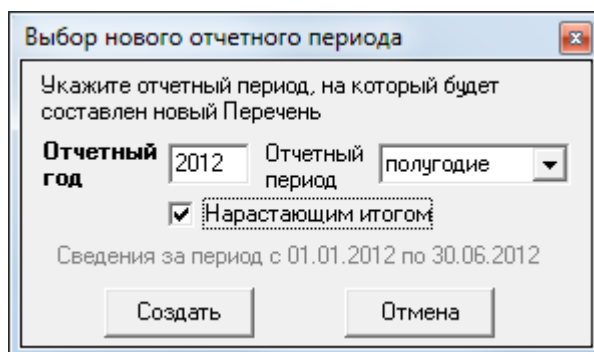 Выбор нового отчетного периода
Укажите отчетный период, на который будет
составлен новый Перечень
Отчетный год 2012 Отчетный период полугодие
Нарастающим итогом
Сведения за период с 01.01.2012 по 30.06.2012
Создать Отмена